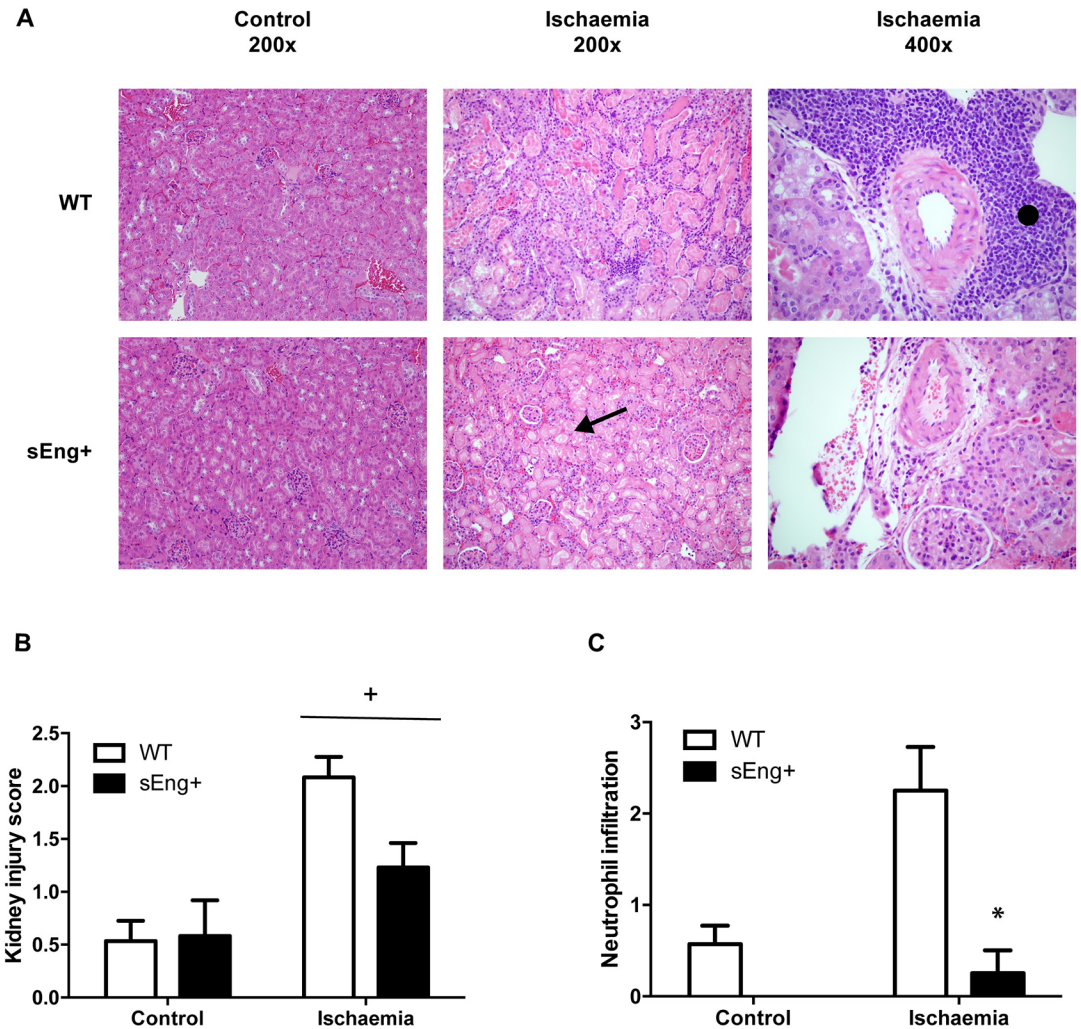 A
Control
200x
Ischaemia
200x
Ischaemia
400x
WT
sEng+
B
Kidney injury score
2.5
2.0
1.5
1.0
0.5
0.0
WT
sEng+
+
Control
Ischaemia
C
Neutrophil infiltration
3
2
1
0
WT
sEng+
*
Control
Ischaemia